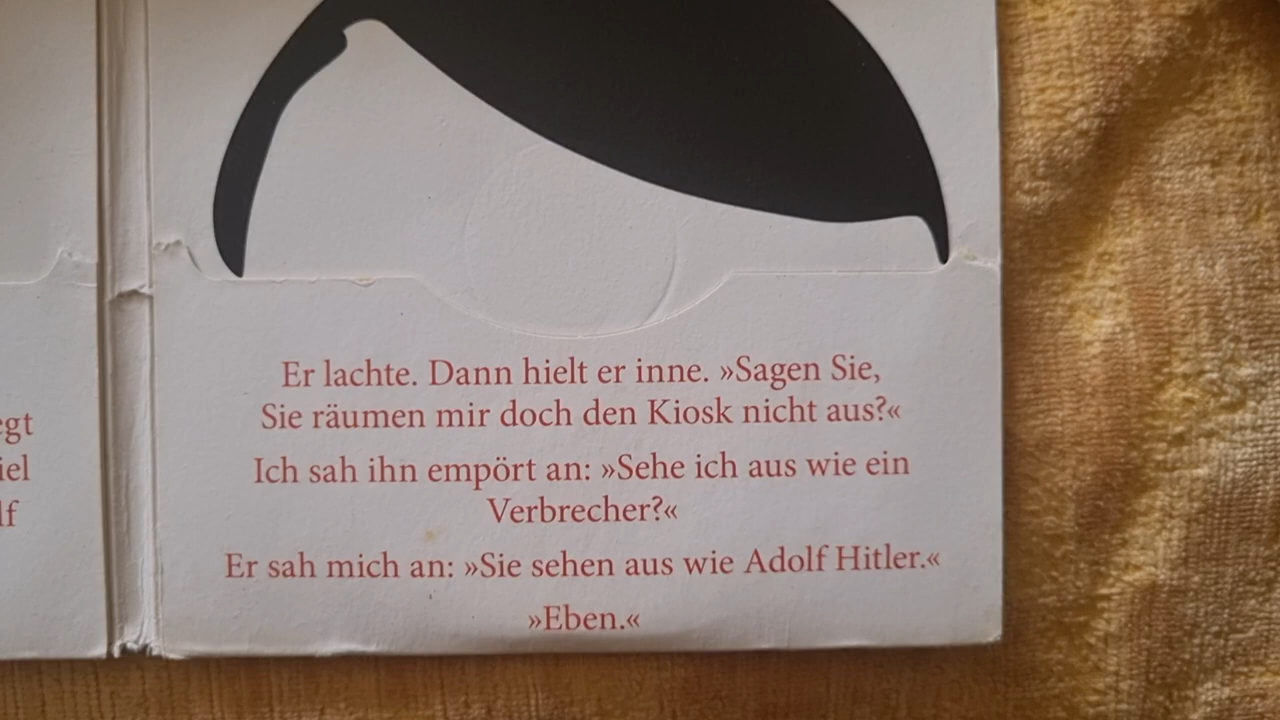 Er lachte. Dann hielt er inne. »Sagen Sie,
Sie räumen mir doch den Kiosk nicht aus?«
Ich sah ihn empört an: »Sehe ich aus wie ein
Verbrecher?«
Er sah mich an: »Sie sehen aus wie Adolf Hitler.«
»Eben.«